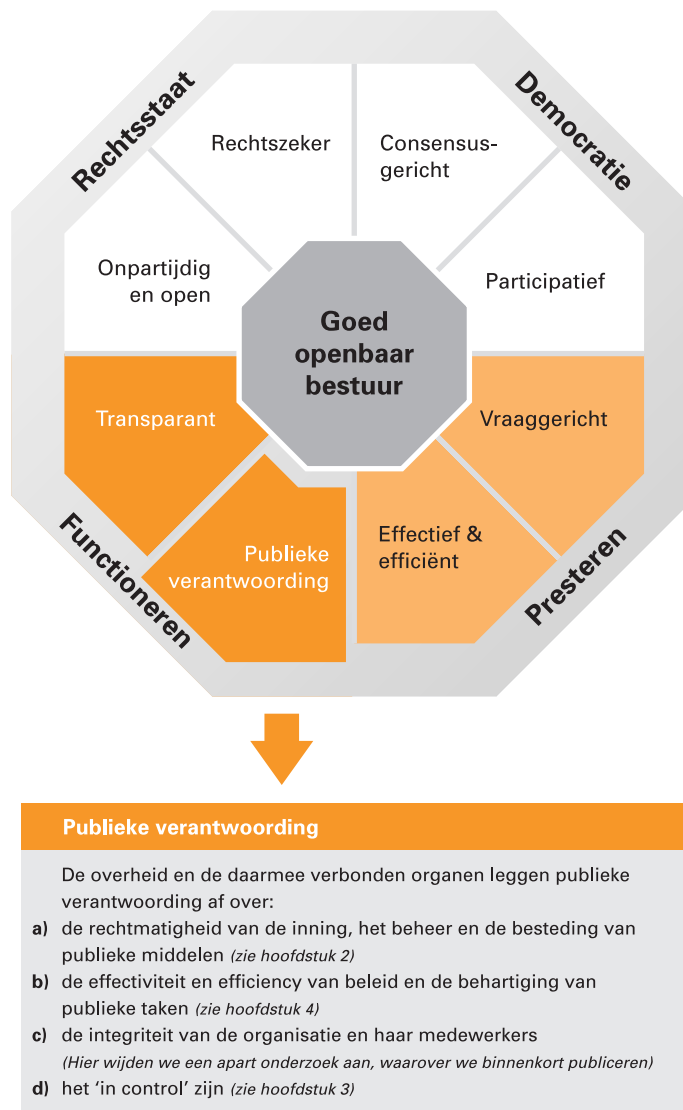 Rechtsstaat
Democratie
Rechtszeker
Consensus-
gericht
Onpartijdig
en open
Participatief
Goed
openbaar
bestuur
Transparant
Vraaggericht
Publieke
verantwoording
Effectief &
efficiënt
Functioneren
Presteren
Publieke verantwoording
De overheid en de daarmee verbonden organen leggen publieke
verantwoording af over:
a) de rechtmatigheid van de inning, het beheer en de besteding van
publieke middelen (zie hoofdstuk 2)
b) de effectiviteit en efficiency van beleid en de behartiging van
publieke taken (zie hoofdstuk 4)
c) de integriteit van de organisatie en haar medewerkers
(Hier wijden we een apart onderzoek aan, waarover we binnenkort publiceren)
d) het ‘in control’ zijn (zie hoofdstuk 3)